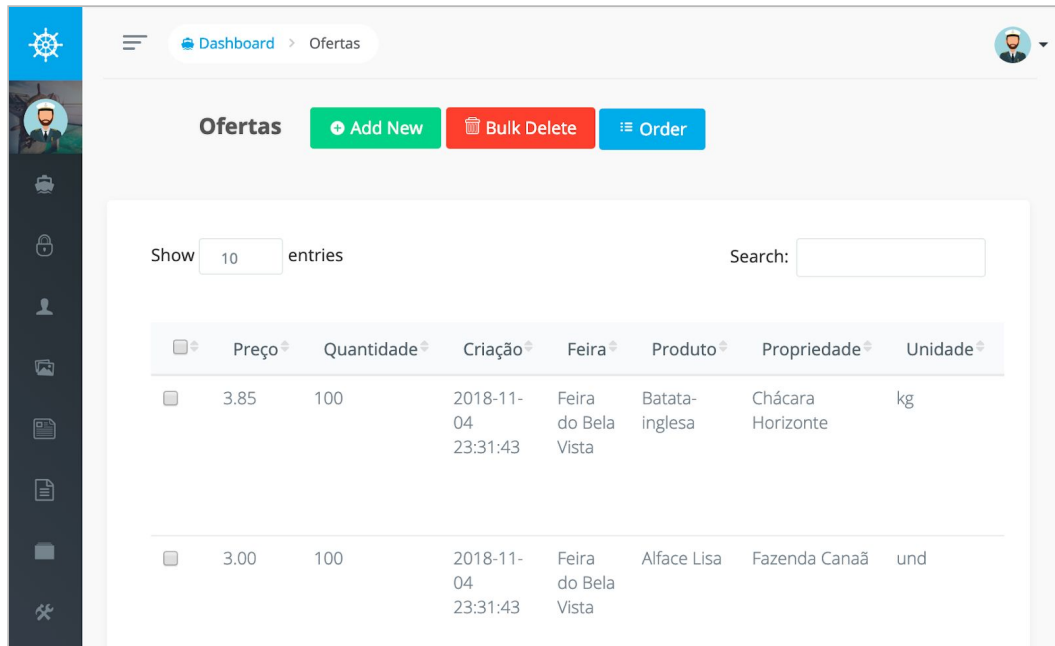 Dashboard > Ofertas
Ofertas Add New Bulk Delete Order
Show 10 entries Search:
Preço Quantidade Criação Feira Produto Propriedade Unidade
3.85 100 2018-11- Feira Batata- Chácara kg
04 do Bela inglesa Horizonte
23:31:43 Vista
3.00 100 2018-11- Feira Alface Lisa Fazenda Canaã und
04 do Bela
23:31:43 Vista